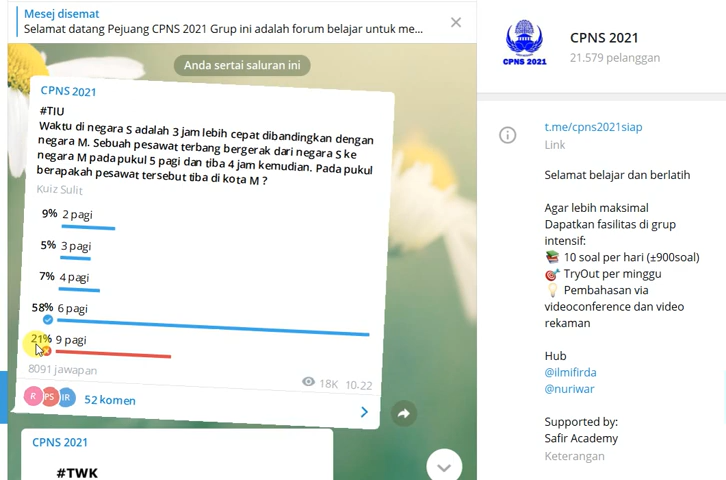 Mesej disemat
Selamat datang Pejuang CPNS 2021 Grup ini adalah forum belajar untuk me...
Anda sertai saluran ini
CPNS 2021
#TIU
Waktu di negara S adalah 3 jam lebih cepat dibandingkan dengan
negara M. Sebuah pesawat terbang bergerak dari negara S ke
negara M pada pukul 5 pagi dan tiba 4 jam kemudian. Pada pukul
berapakah pesawat tersebut tiba di kota M ?
Kuiz Sulit
9% 2 pagi
5% 3 pagi
7% 4 pagi
58% 6 pagi
21% 9 pagi
8091 jawapan
18K 10-22
R PS IR 52 komen
CPNS 2021
#TWK
CPNS 2021
CPNS 2021
21.579 pelanggan
t.me/cpns2021siap
Link
Selamat belajar dan berlatih
Agar lebih maksimal
Dapatkan fasilitas di grup
intensif:
10 soal per hari (±900soal)
TryOut per minggu
Pembahasan via
videoconference dan video
rekaman
Hub
@ilmifirda
@nuriwar
Supported by:
Safir Academy
Keterangan